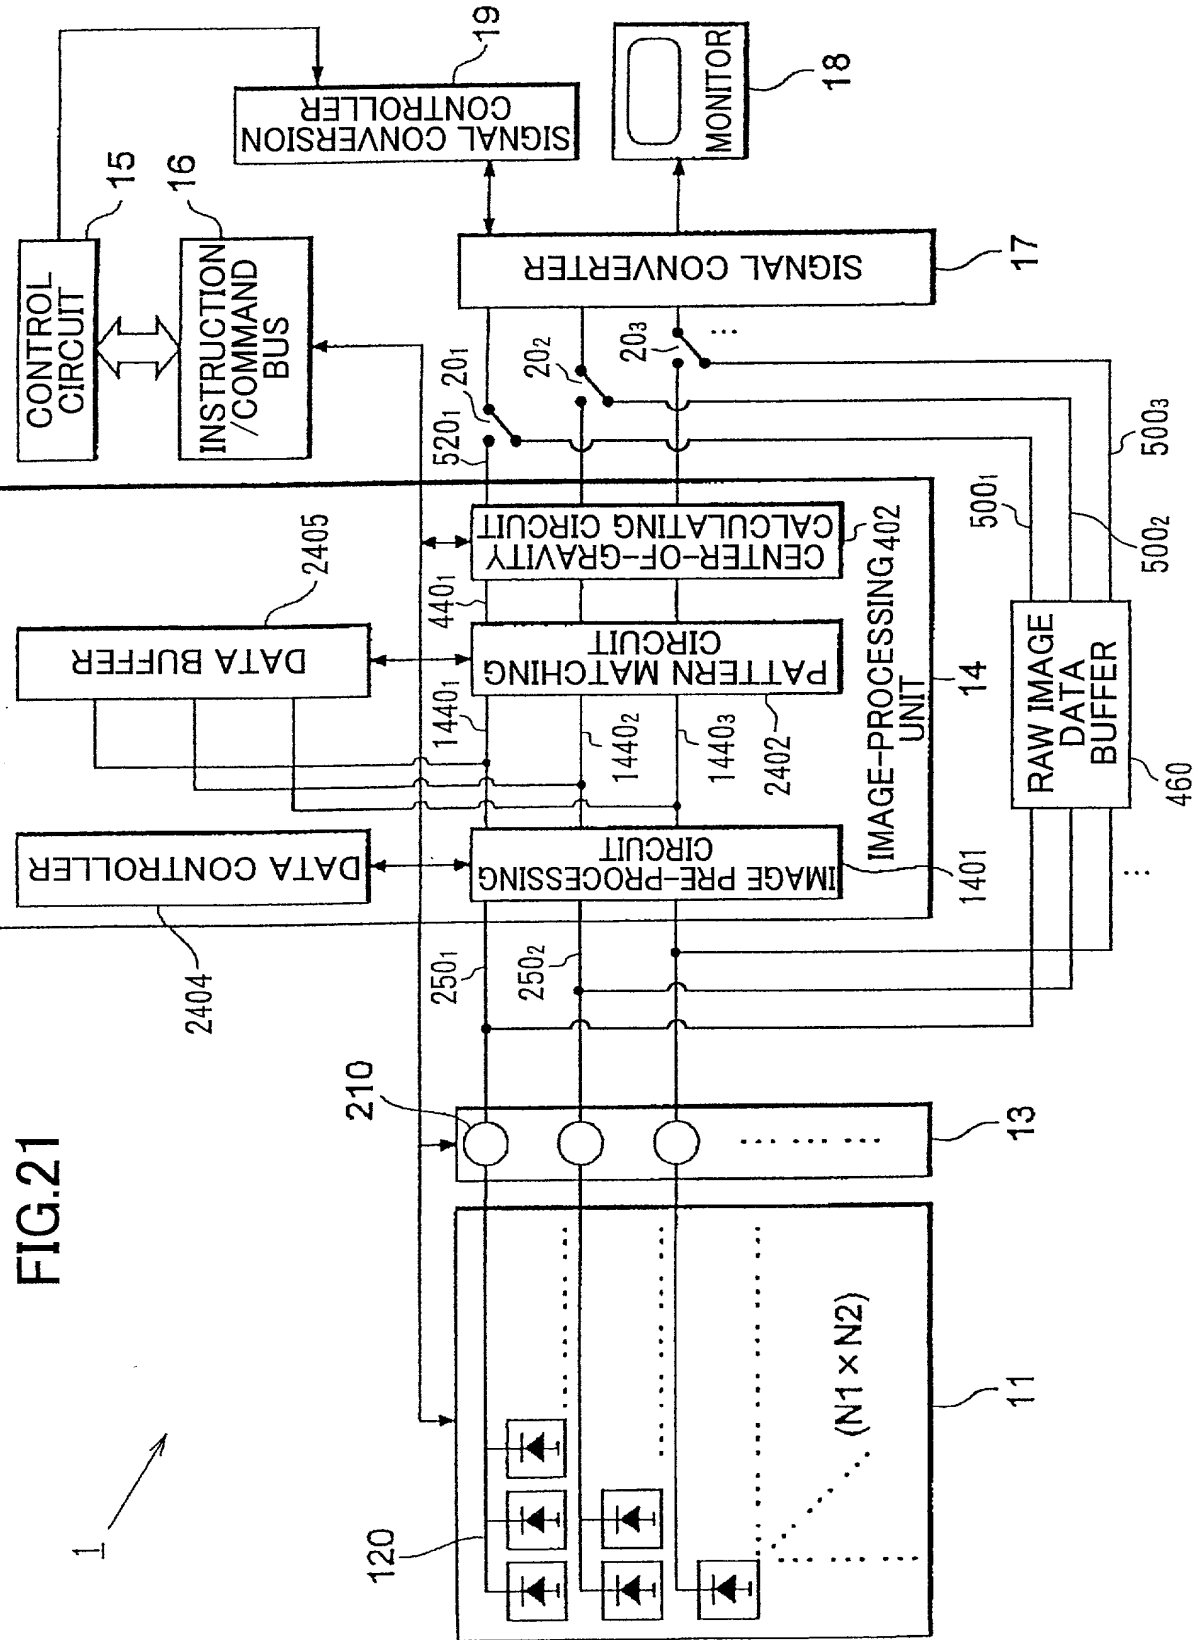 FIG.21
1
CONTROL
CIRCUIT
15
INSTRUCTION
/COMMAND
BUS
16
SIGNAL CONVERSION
CONTROLLER
19
MONITOR
18
SIGNAL CONVERTER
17
20₁
20₂
20₃
...
520₁
DATA CONTROLLER
2404
DATA BUFFER
2405
IMAGE PRE-PROCESSING
CIRCUIT
1401
1440₁
1440₂
1440₃
PATTERN MATCHING
CIRCUIT
2402
440₁
CENTER-OF-GRAVITY
CALCULATING CIRCUIT
402
IMAGE-PROCESSING
UNIT
14
250₁
250₂
210
13
120
(N1×N2)
11
RAW IMAGE
DATA
BUFFER
460
...
500₁
500₂
500₃